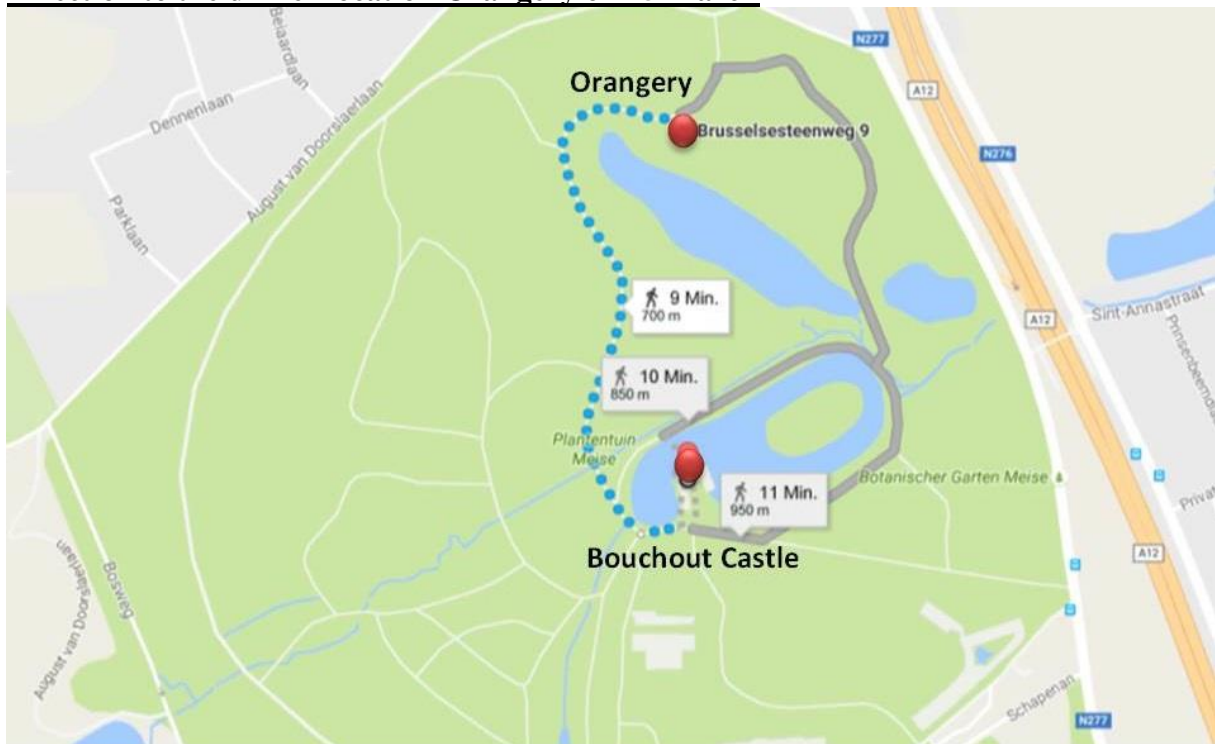 N277
Beiaardlaan
Orangery
A12
Dennenlaan
August van Doorslaerlaan
Brusselsesteenweg 9
N276
Parklaan
9 Min.
700 m
Sint-Annastraat
A12
10 Min.
850 m
Plantentuin
Meise
Botanischer Garten Meise
11 Min.
950 m
Privat
Bouchout Castle
A12
August van Doorslaerlaan
Bosweg
Schapenan
N277